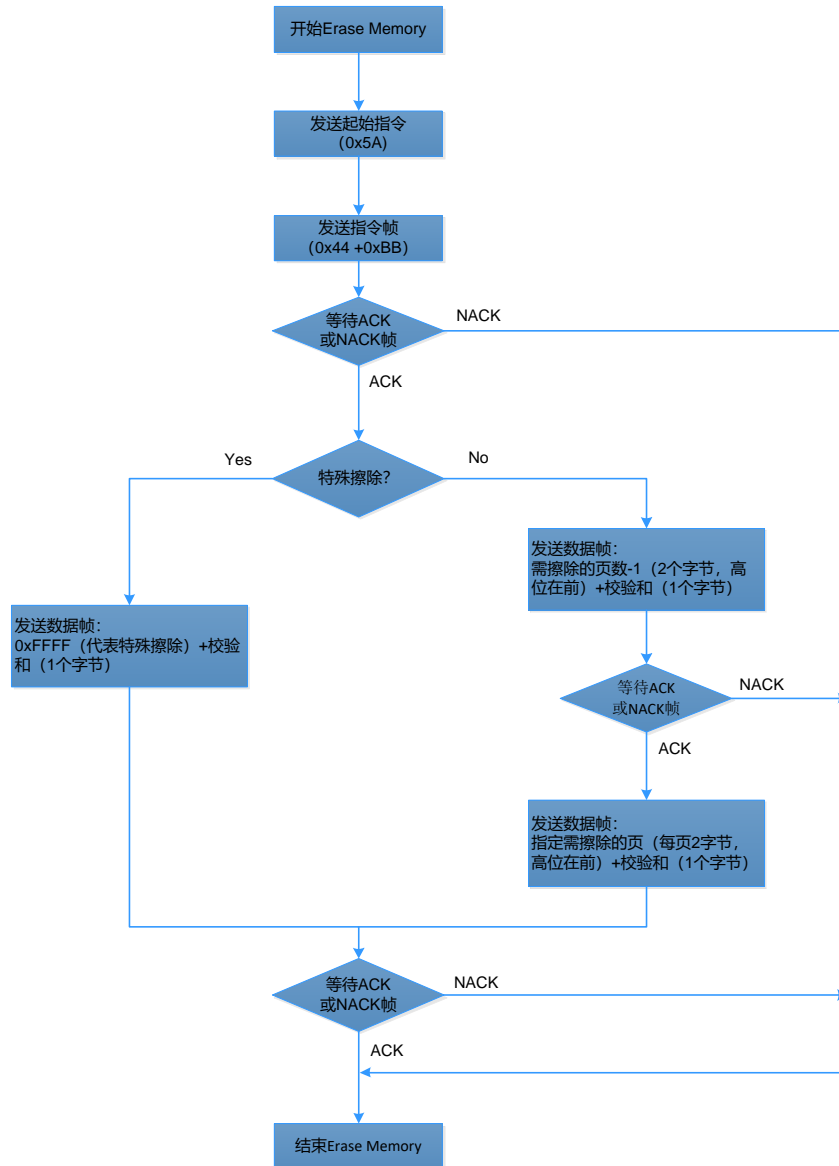 开始Erase Memory
发送起始指令
(0x5A)
发送指令帧
(0x44 +0xBB)
等待ACK
或NACK帧
NACK
ACK
特殊擦除?
Yes
No
发送数据帧：
需擦除的页数-1（2个字节，高
位在前）+校验和（1个字节）
发送数据帧：
0xFFFF（代表特殊擦除）+校验
和（1个字节）
等待ACK
或NACK帧
NACK
ACK
发送数据帧：
指定需擦除的页（每页2字节，
高位在前）+校验和（1个字节）
等待ACK
或NACK帧
NACK
ACK
结束Erase Memory